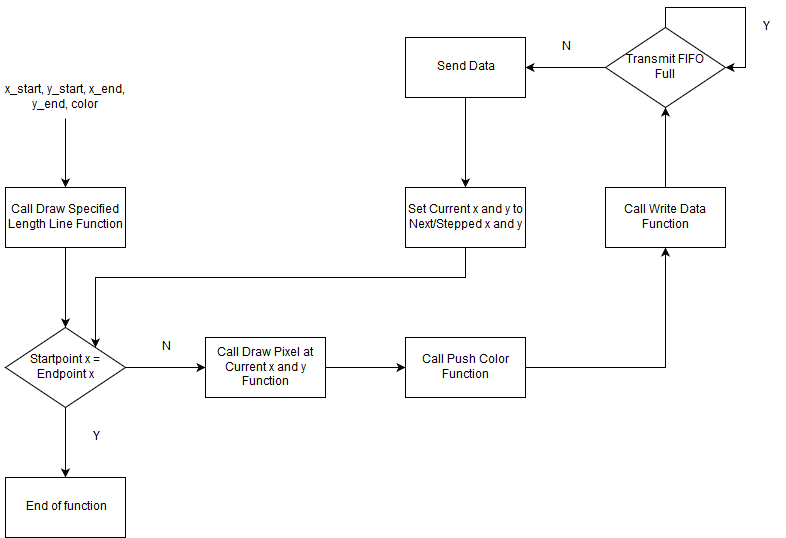 x_start, y_start, x_end,
y_end, color
Call Draw Specified
Length Line Function
Startpoint x =
Endpoint x
Y
End of function
N
Call Draw Pixel at
Current x and y
Function
Call Push Color
Function
Call Write Data
Function
Transmit FIFO
Full
Y
N
Send Data
Set Current x and y to
Next/Stepped x and y